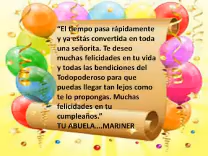 “El tiempo pasa rápidamente
y ya estás convertida en toda
una señorita. Te deseo
muchas felicidades en tu vida
y todas las bendiciones del
Todopoderoso para que
puedas llegar tan lejos como
te lo propongas. Muchas
felicidades en tu
cumpleaños.”
TU ABUELA....MARINER